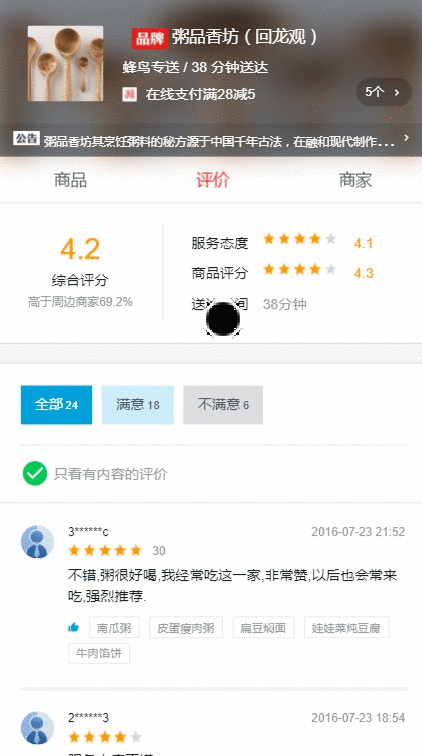 品牌 粥品香坊（回龙观）
蜂鸟专送 / 38 分钟送达
减 在线支付满28减5
5个 >
公告 粥品香坊其烹饪粥料的秘方源于中国千年古法，在融和现代制作... >
商品 评价 商家
4.2
综合评分
高于周边商家69.2%
服务态度 4.1
商品评分 4.3
送 间 38分钟
全部 24 满意 18 不满意 6
只看有内容的评价
3******c 2016-07-23 21:52
30
不错,粥很好喝,我经常吃这一家,非常赞,以后也会常来
吃,强烈推荐.
南瓜粥 皮蛋瘦肉粥 扁豆焖面 娃娃菜炖豆腐
牛肉馅饼
2******3 2016-07-23 18:54